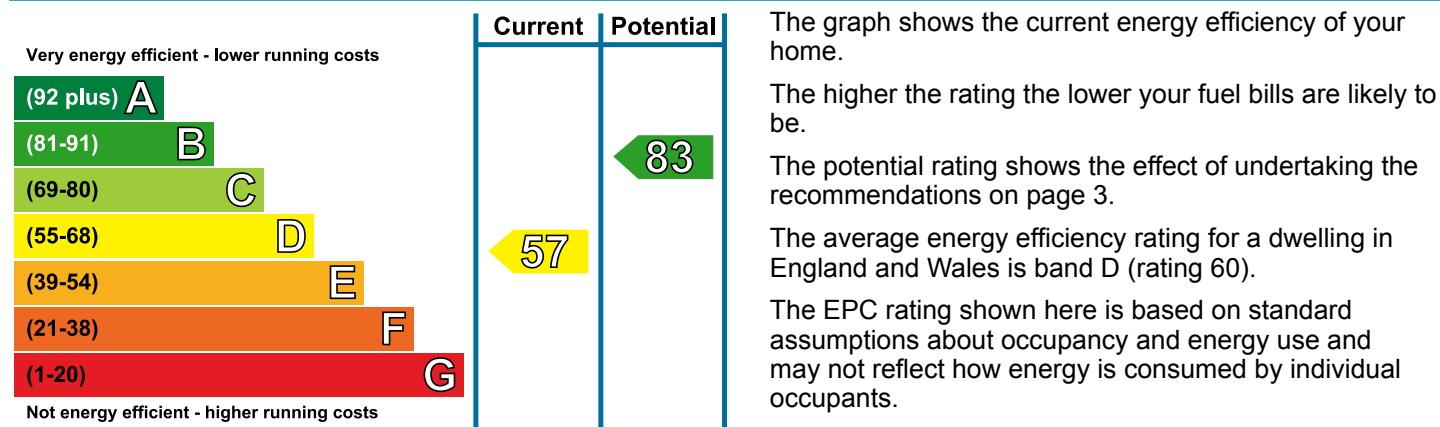 Current Potential
Very energy efficient - lower running costs
(92 plus) A
(81-91) B
(69-80) C
(55-68) D
(39-54) E
(21-38) F
(1-20) G
Not energy efficient - higher running costs
57
83
The graph shows the current energy efficiency of your
home.
The higher the rating the lower your fuel bills are likely to
be.
The potential rating shows the effect of undertaking the
recommendations on page 3.
The average energy efficiency rating for a dwelling in
England and Wales is band D (rating 60).
The EPC rating shown here is based on standard
assumptions about occupancy and energy use and
may not reflect how energy is consumed by individual
occupants.